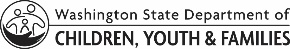 Washington State Department of
CHILDREN, YOUTH & FAMILIES